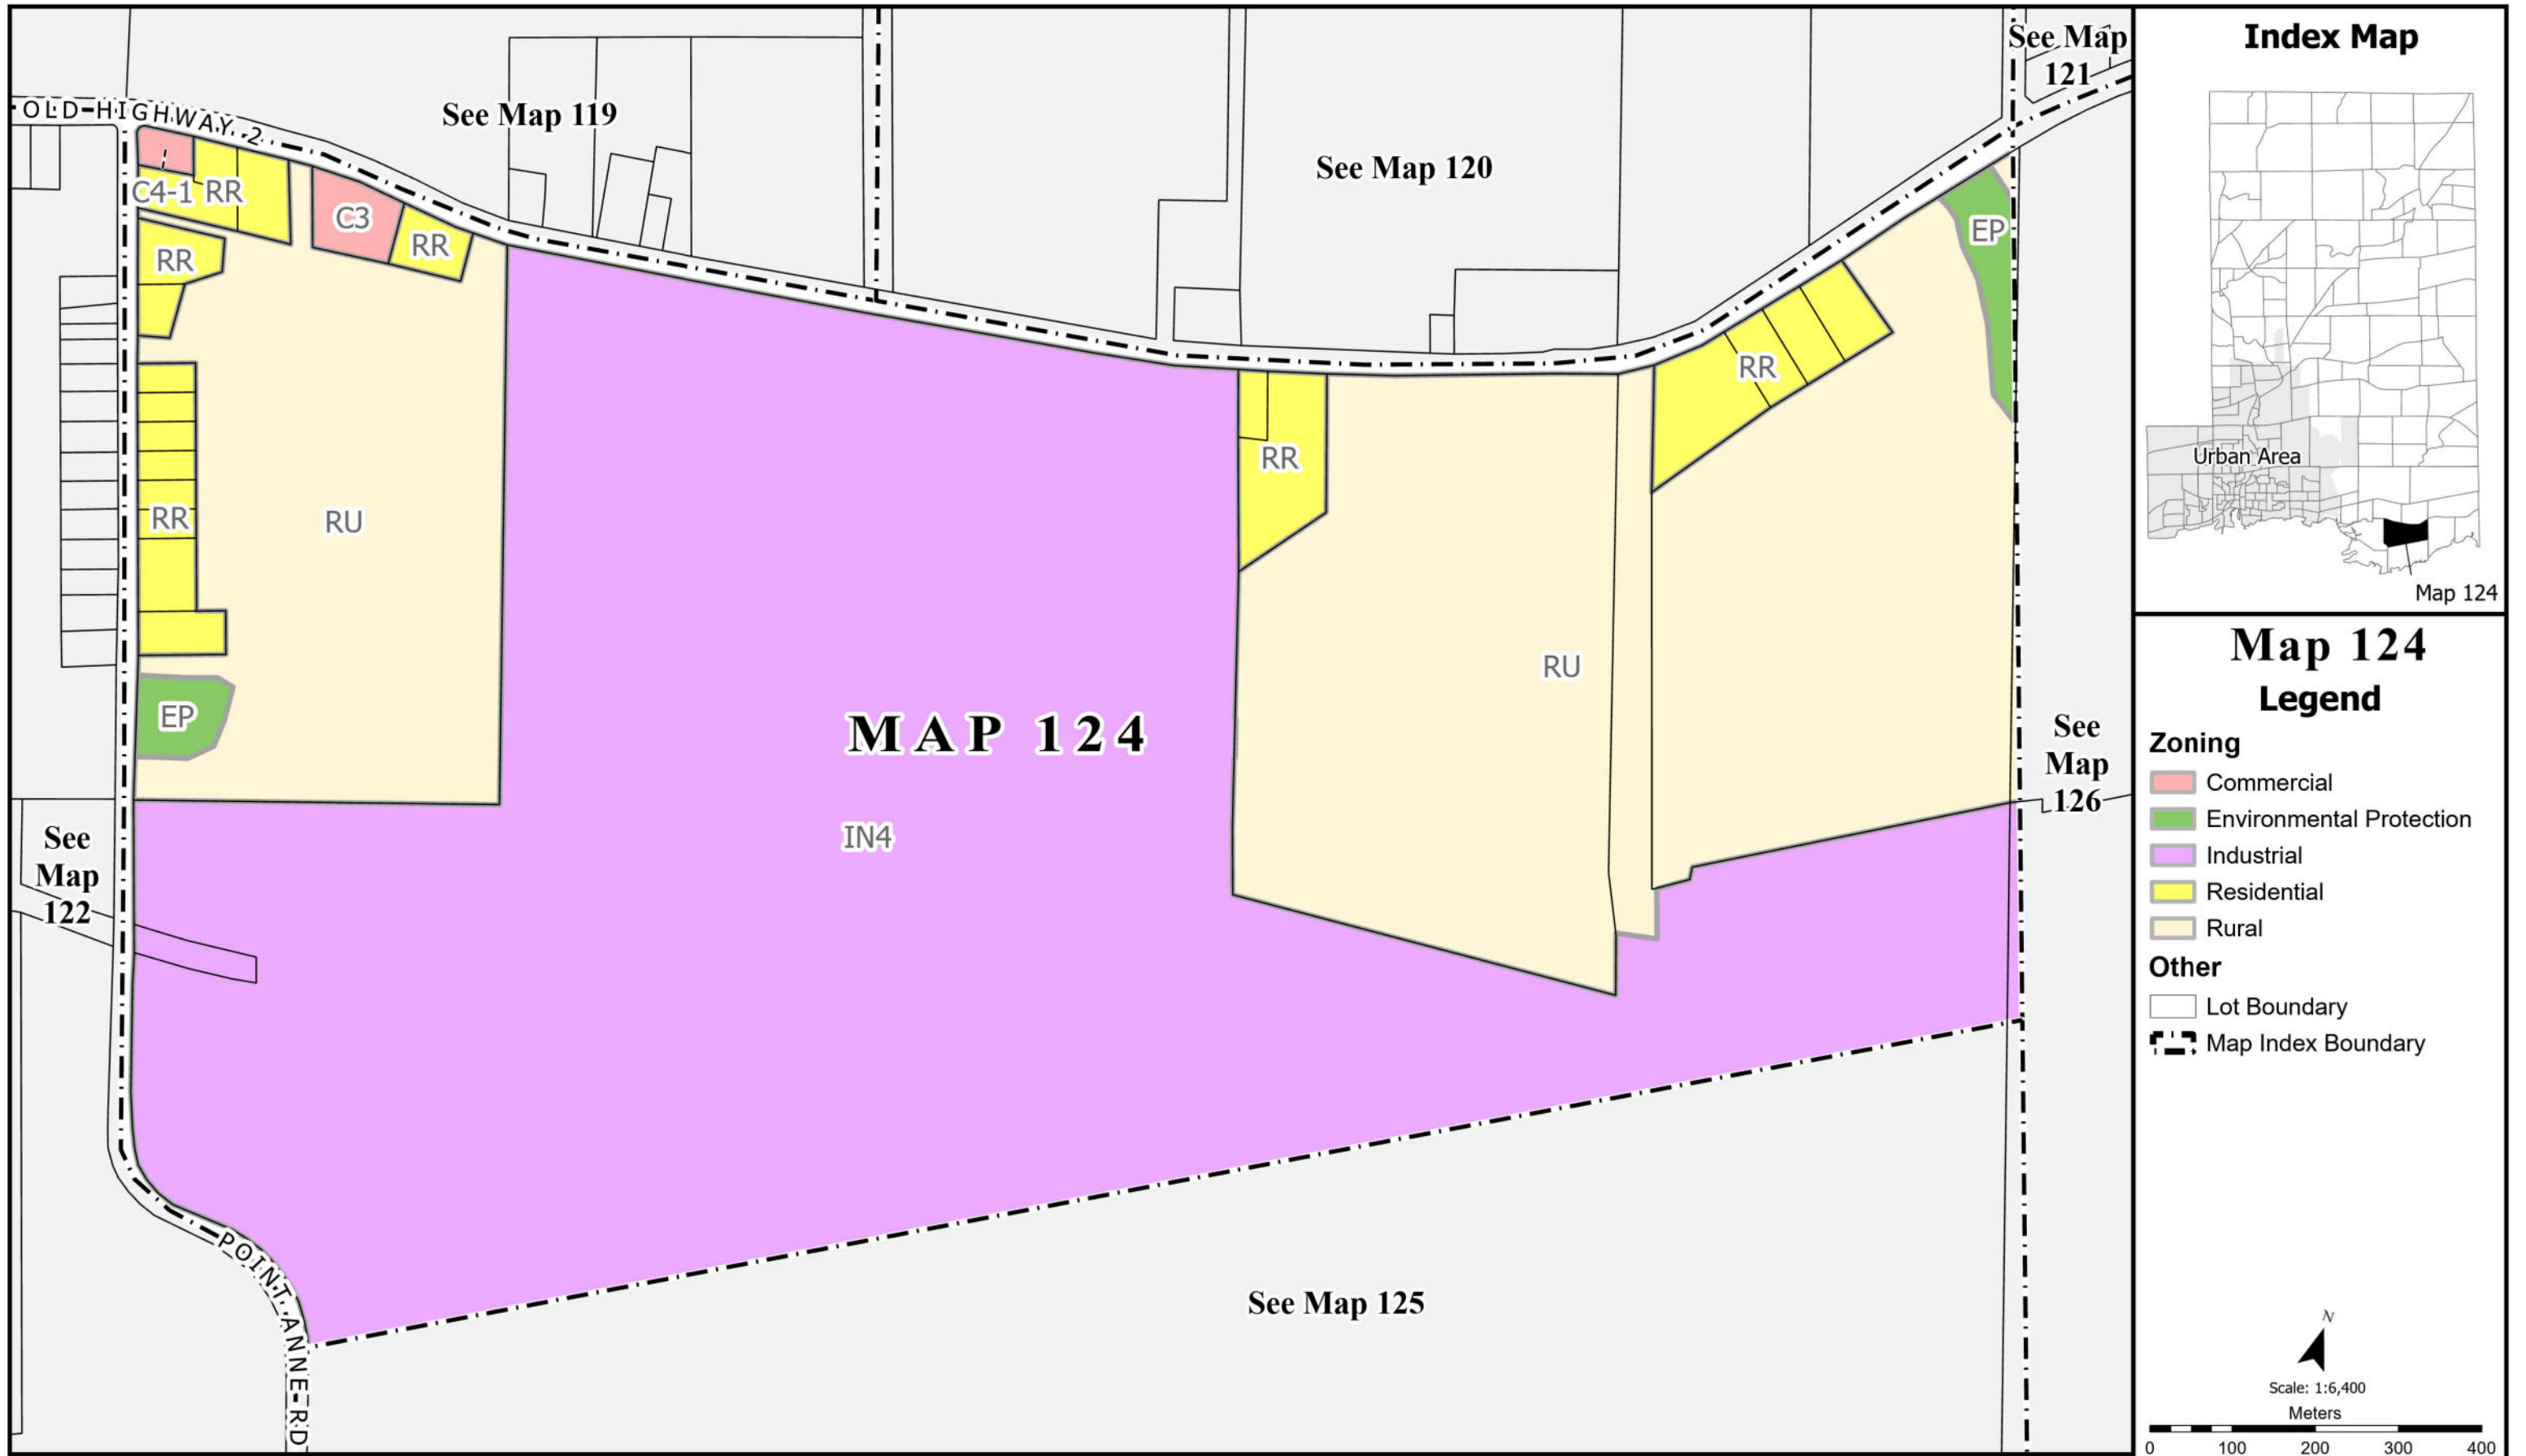 OLD HIGHWAY 2
See Map 119
See Map 120
See Map
121
C4-1
RR
C3
RR
RR
EP
RR
RR
RR
RU
RU
EP
MAP 124
IN4
See
Map
122
See
Map
126
POINT ANNE RD
See Map 125
Index Map
Urban Area
Map 124
Map 124
Legend
Zoning
Commercial
Environmental Protection
Industrial
Residential
Rural
Other
Lot Boundary
Map Index Boundary
N
Scale: 1:6,400
Meters
0 100 200 300 400